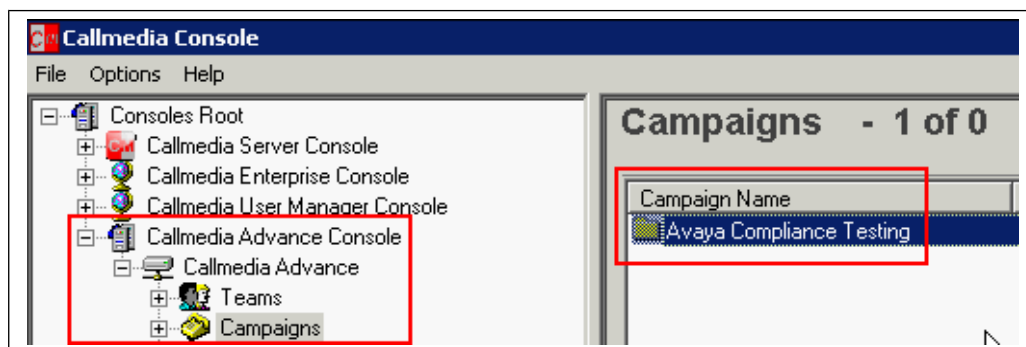 Callmedia Console
File Options Help
Consoles Root
Callmedia Server Console
Callmedia Enterprise Console
Callmedia User Manager Console
Callmedia Advance Console
Callmedia Advance
Teams
Campaigns
Campaigns - 1 of 0
Campaign Name
Avaya Compliance Testing